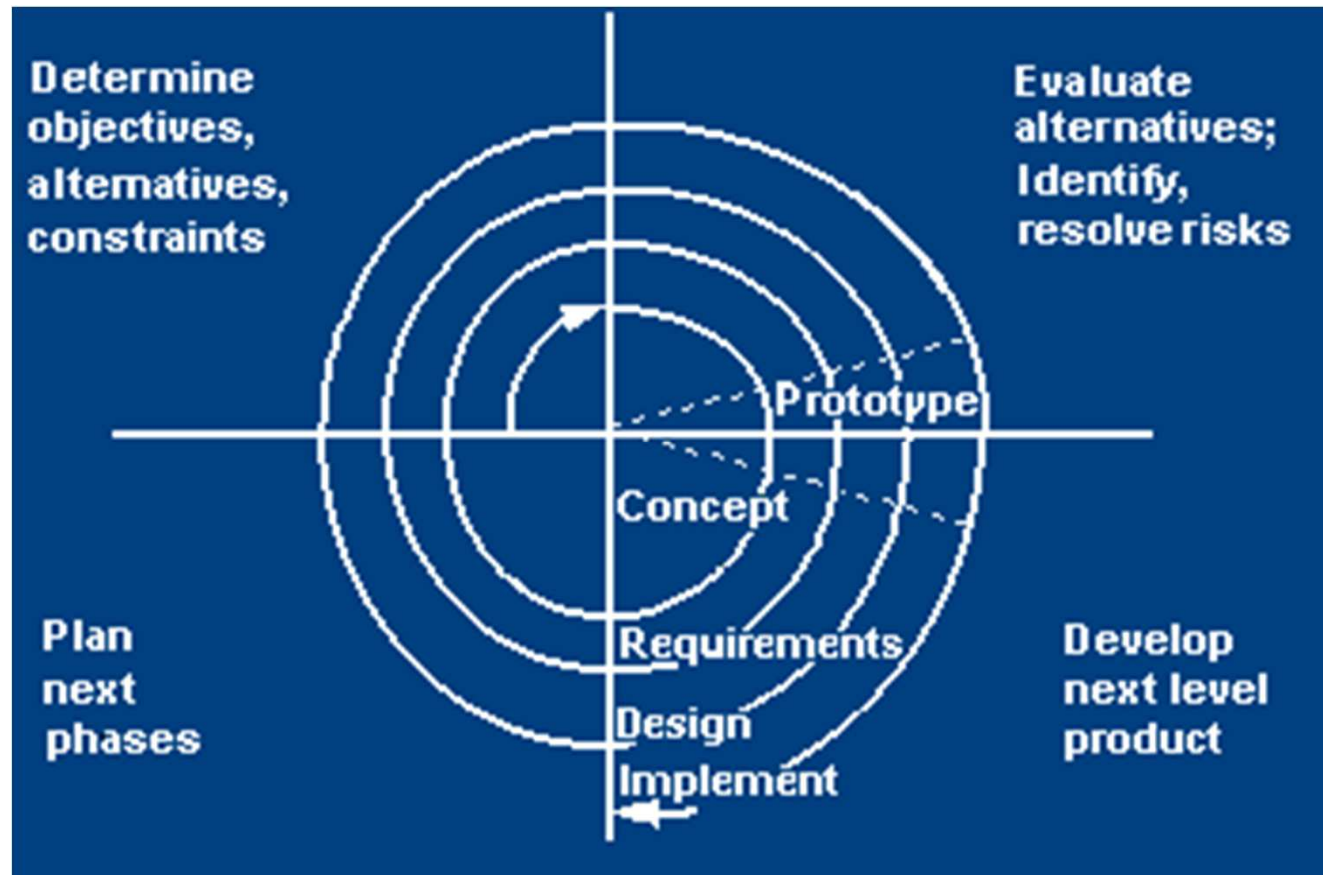 Determine
objectives,
alternatives,
constraints
Evaluate
alternatives;
Identify,
resolve risks
Prototype
Concept
Requirements
Design
Implement
Plan
next
phases
Develop
next level
product